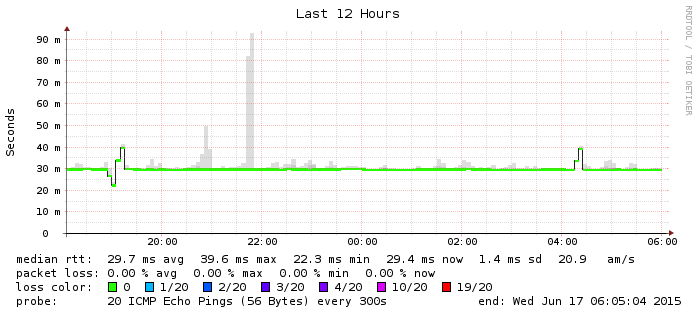 Last 12 Hours
RRDTOOL / TOBI OETIKER
Seconds
90 m
80 m
70 m
60 m
50 m
40 m
30 m
20 m
10 m
0
20:00 22:00 00:00 02:00 04:00 06:00
median rtt: 29.7 ms avg 39.6 ms max 22.3 ms min 29.4 ms now 1.4 ms sd 20.9 am/s
packet loss: 0.00 % avg 0.00 % max 0.00 % min 0.00 % now
loss color: 0 1/20 2/20 3/20 4/20 10/20 19/20
probe: 20 ICMP Echo Pings (56 Bytes) every 300s end: Wed Jun 17 06:05:04 2015